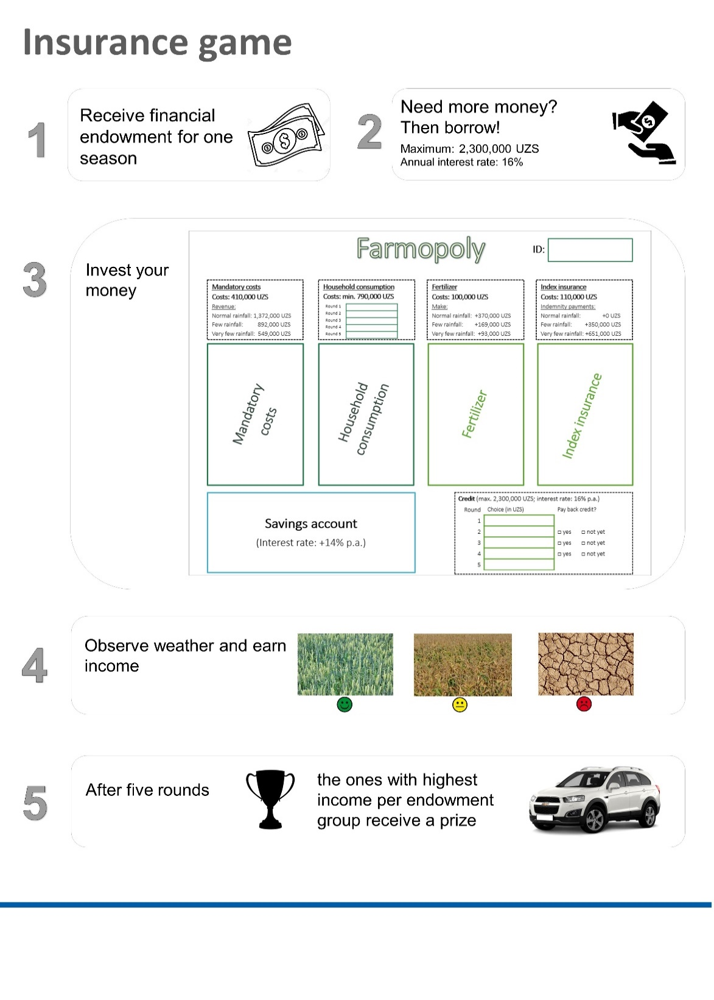 Insurance game
1
Receive financial
endowment for one
season
2
Need more money?
Then borrow!
Maximum: 2,300,000 UZS
Annual interest rate: 16%
3
Invest your
money
Farmopoly
ID:
Mandatory costs
Costs: 410,000 UZS
Revenue:
Normal rainfall: 1,372,000 UZS
Few rainfall: 892,000 UZS
Very few rainfall: 549,000 UZS
Household consumption
Costs: min. 790,000 UZS
Round 1
Round 2
Round 3
Round 4
Round 5
Fertilizer
Costs: 100,000 UZS
Make:
Normal rainfall: +370,000 UZS
Few rainfall: +169,000 UZS
Very few rainfall: +93,000 UZS
Index insurance
Costs: 110,000 UZS
Indemnity payments:
Normal rainfall: +0 UZS
Few rainfall: +350,000 UZS
Very few rainfall: +651,000 UZS
Mandatory
costs
Household
consumption
Fertilizer
Index insurance
Savings account
(Interest rate: +14% p.a.)
Credit (max. 2,300,000 UZS; interest rate: 16% p.a.)
Round Choice (in UZS) Pay back credit?
1
2 □ yes □ not yet
3 □ yes □ not yet
4 □ yes □ not yet
5
4
Observe weather and earn
income
5
After five rounds
the ones with highest
income per endowment
group receive a prize